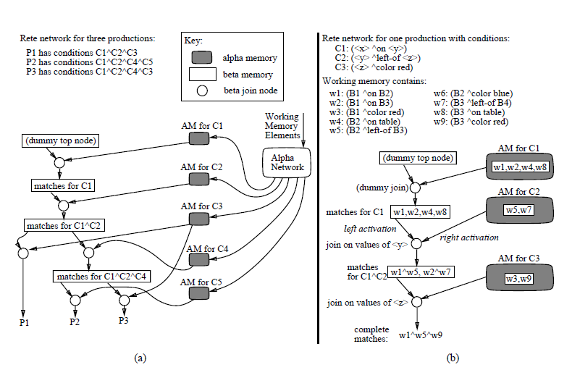 Rete network for three productions:
P1 has conditions C1^C2^C3
P2 has conditions C1^C2^C4^C5
P3 has conditions C1^C2^C4^C3
Key:
alpha memory
beta memory
beta join node
Working
Memory
Elements
Alpha
Network
AM for C1
AM for C2
AM for C3
AM for C4
AM for C5
(dummy top node)
matches for C1
matches for C1^C2
matches for C1^C2^C4
P1
P2
P3
(a)
Rete network for one production with conditions:
C1: (<x> ^on <y>)
C2: (<y> ^left-of <z>)
C3: (<z> ^color red)
Working memory contains:
w1: (B1 ^on B2) w6: (B2 ^color blue)
w2: (B1 ^on B3) w7: (B3 ^left-of B4)
w3: (B1 ^color red) w8: (B3 ^on table)
w4: (B2 ^on table) w9: (B3 ^color red)
w5: (B2 ^left-of B3)
(dummy top node)
AM for C1
w1,w2,w4,w8
(dummy join)
AM for C2
w5,w7
matches for C1
w1,w2,w4,w8
left activation
right activation
join on values of <y>
matches
for C1^C2
w1^w5, w2^w7
AM for C3
w3,w9
join on values of <z>
complete
matches:
w1^w5^w9
(b)